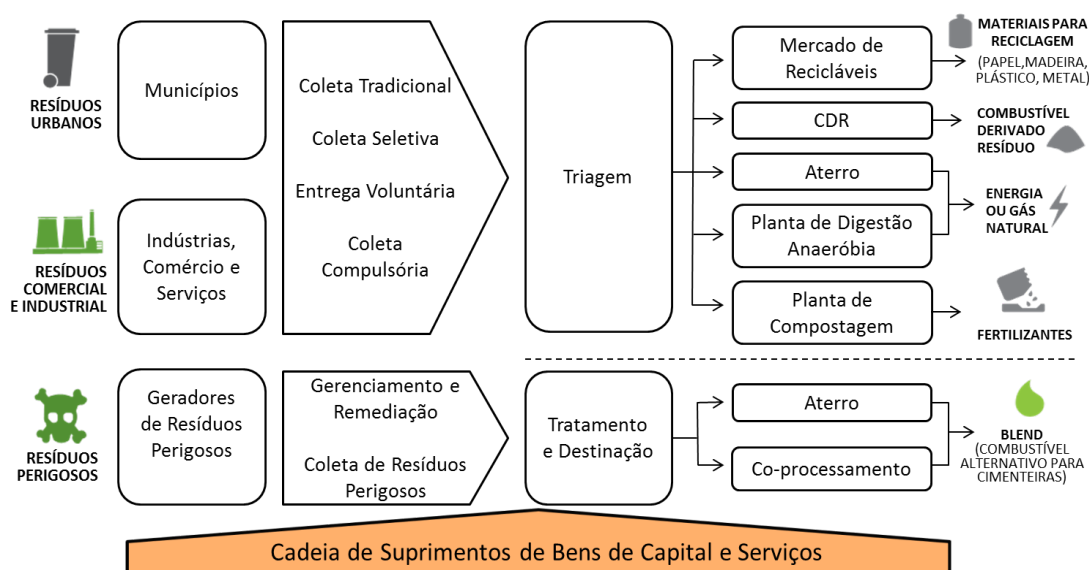 RESÍDUOS
URBANOS
Municípios
Coleta Tradicional
Coleta Seletiva
Entrega Voluntária
Coleta
Compulsória
RESÍDUOS
COMERCIAL
E INDUSTRIAL
Indústrias,
Comércio e
Serviços
Triagem
Mercado de
Recicláveis
MATERIAIS PARA
RECICLAGEM
(PAPEL,MADEIRA,
PLÁSTICO, METAL)
CDR
COMBUSTÍVEL
DERIVADO
RESÍDUO
Aterro
Planta de Digestão
Anaeróbia
ENERGIA
OU GÁS
NATURAL
Planta de
Compostagem
FERTILIZANTES
RESÍDUOS
PERIGOSOS
Geradores
de Resíduos
Perigosos
Gerenciamento e
Remediação
Coleta de Resíduos
Perigosos
Tratamento
e Destinação
Aterro
Co-processamento
BLEND
(COMBUSTÍVEL
ALTERNATIVO PARA
CIMENTEIRAS)
Cadeia de Suprimentos de Bens de Capital e Serviços